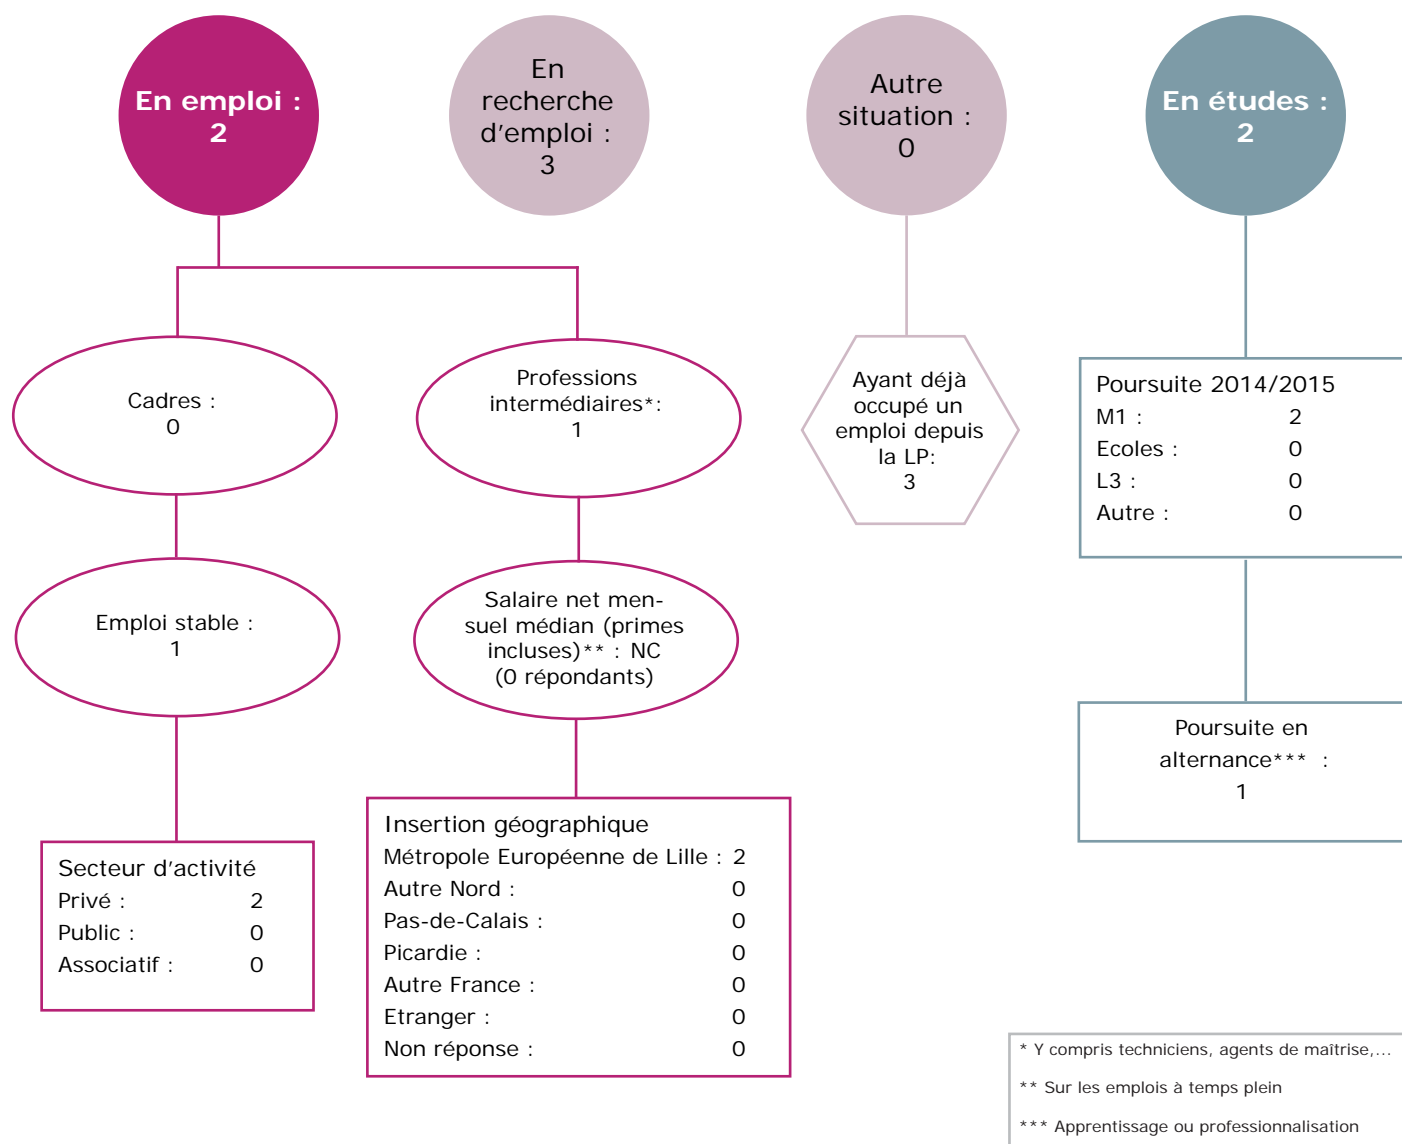 En emploi :
2
En
recherche
d'emploi :
3
Autre
situation :
0
En études :
2
Cadres :
0
Professions
intermédiaires*:
1
Ayant déjà
occupé un
emploi depuis
la LP:
3
Poursuite 2014/2015
M1 : 2
Ecoles : 0
L3 : 0
Autre : 0
Emploi stable :
1
Salaire net men-
suel médian (primes
incluses)** : NC
(0 répondants)
Poursuite en
alternance*** :
1
Secteur d'activité
Privé : 2
Public : 0
Associatif : 0
Insertion géographique
Métropole Européenne de Lille : 2
Autre Nord : 0
Pas-de-Calais : 0
Picardie : 0
Autre France : 0
Etranger : 0
Non réponse : 0
* Y compris techniciens, agents de maîtrise,...
** Sur les emplois à temps plein
*** Apprentissage ou professionnalisation